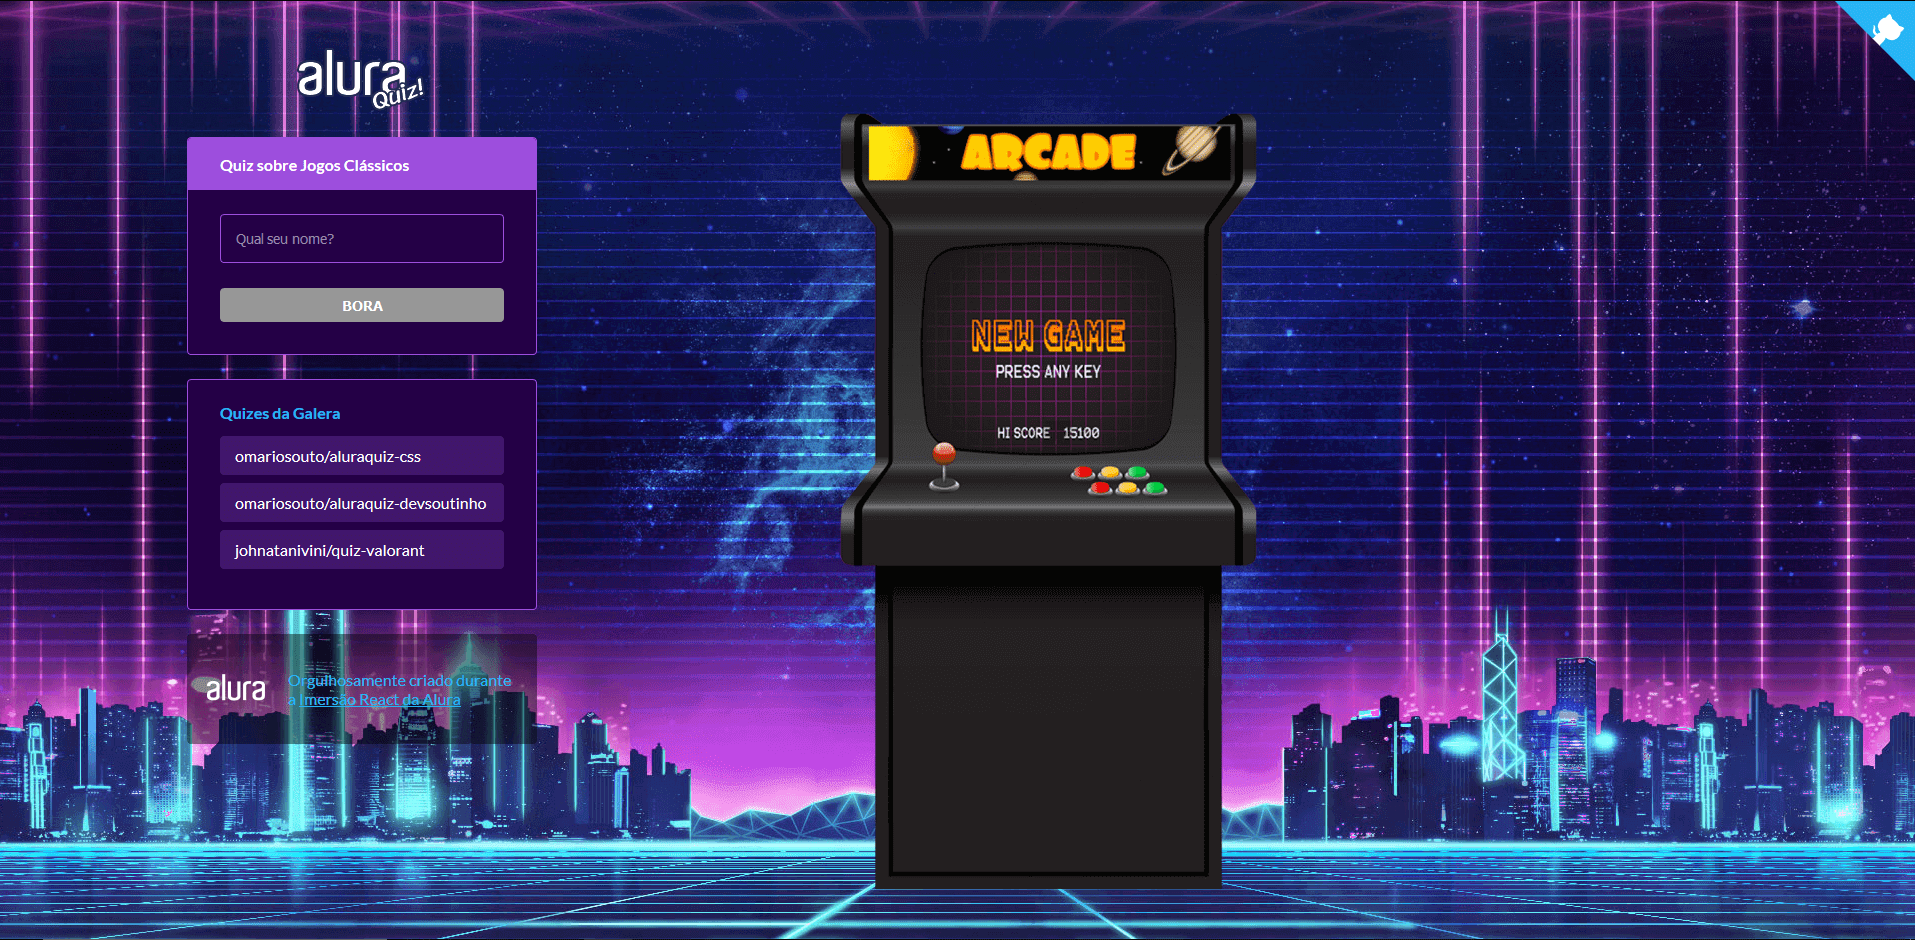 alura
Quiz!
Quiz sobre Jogos Clássicos
Qual seu nome?
BORA
Quizes da Galera
omariosouto/aluraquiz-css
omariosouto/aluraquiz-devsoutinho
johnatanivini/quiz-valorant
alura
Orgulhosamente criado durante
a Imersão React da Alura
ARCADE
NEW GAME
PRESS ANY KEY
HI SCORE 15100